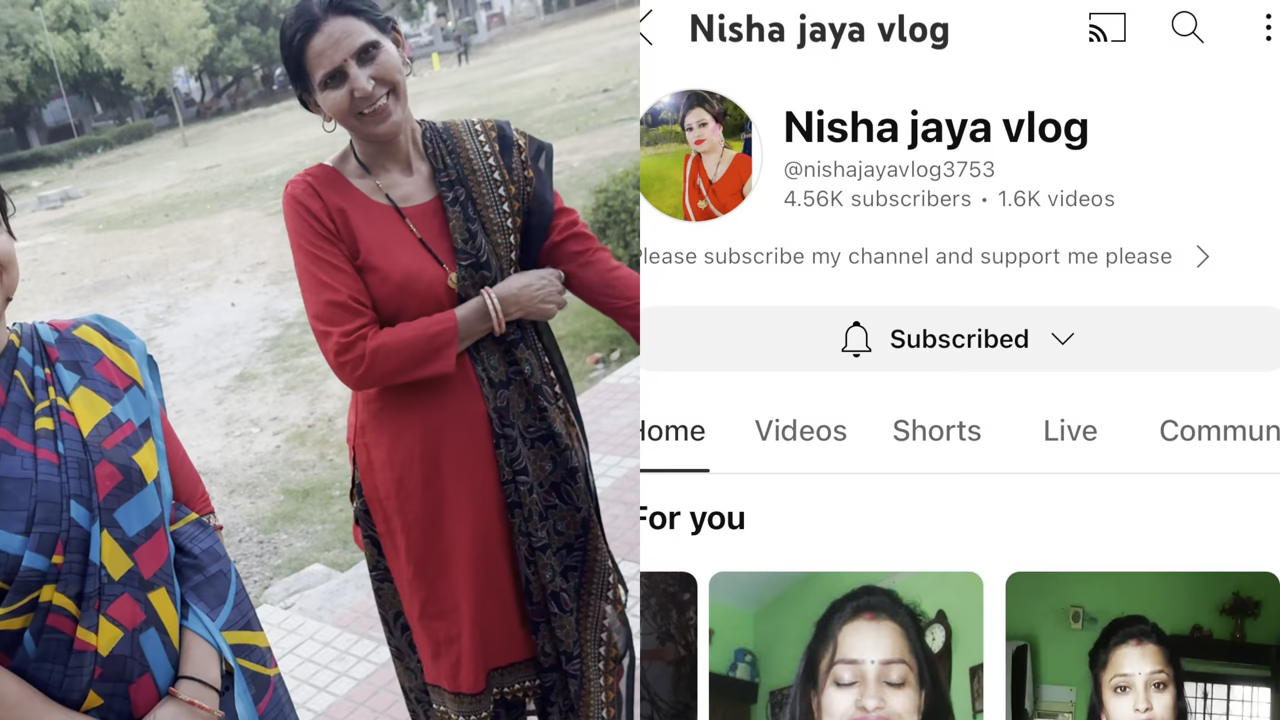 Nisha jaya vlog
Nisha jaya vlog
@nishajayavlog3753
4.56K subscribers • 1.6K videos
lease subscribe my channel and support me please
Subscribed
Home Videos Shorts Live Commun
For you